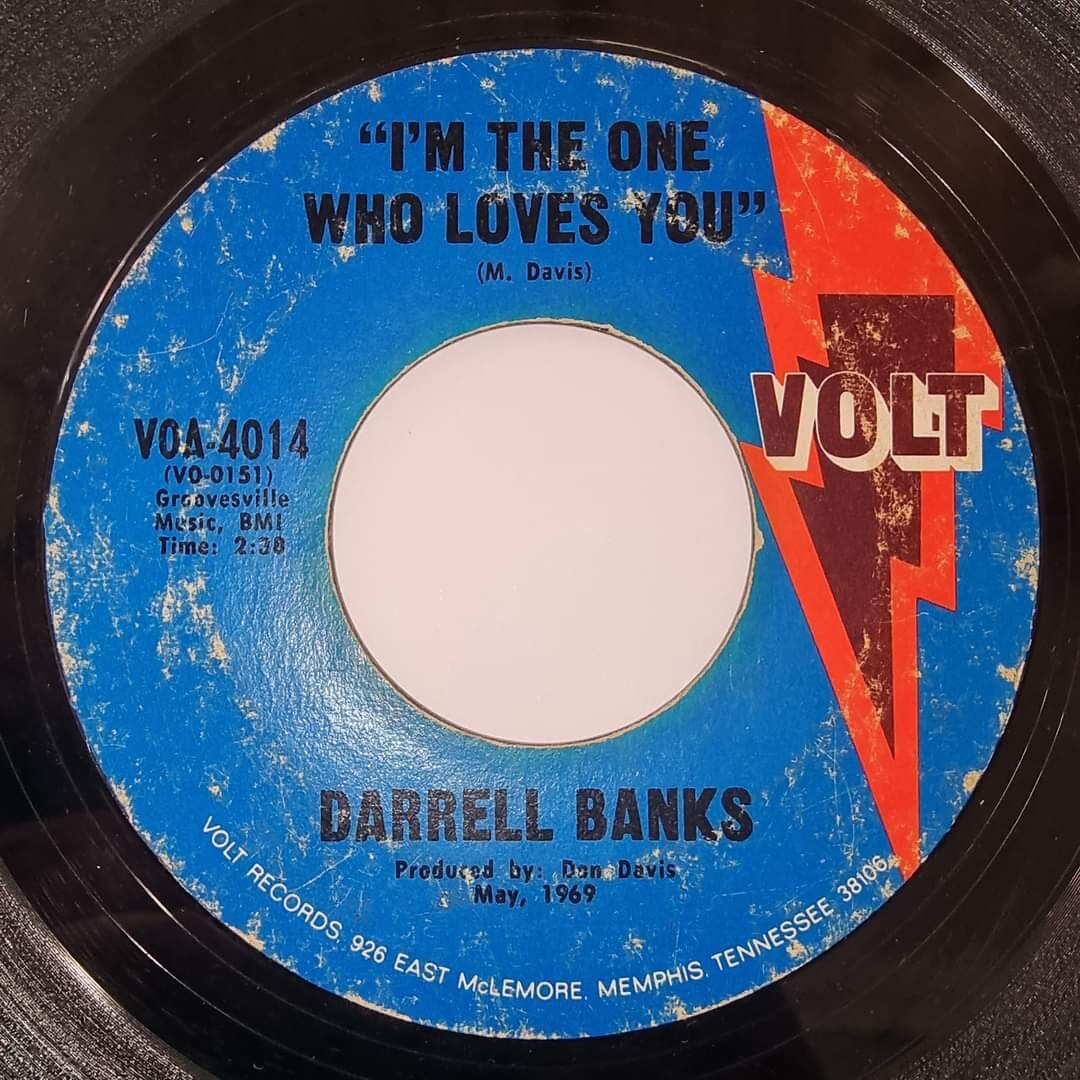 "I'M THE ONE
WHO LOVES YOU"
(M. Davis)
VOLT
VOA-4014
(VO-0151)
Groovesville
Music, BMI
Time: 2:38
DARRELL BANKS
Produced by: Don Davis
May, 1969
VOLT RECORDS, 926 EAST McLEMORE, MEMPHIS, TENNESSEE 38106